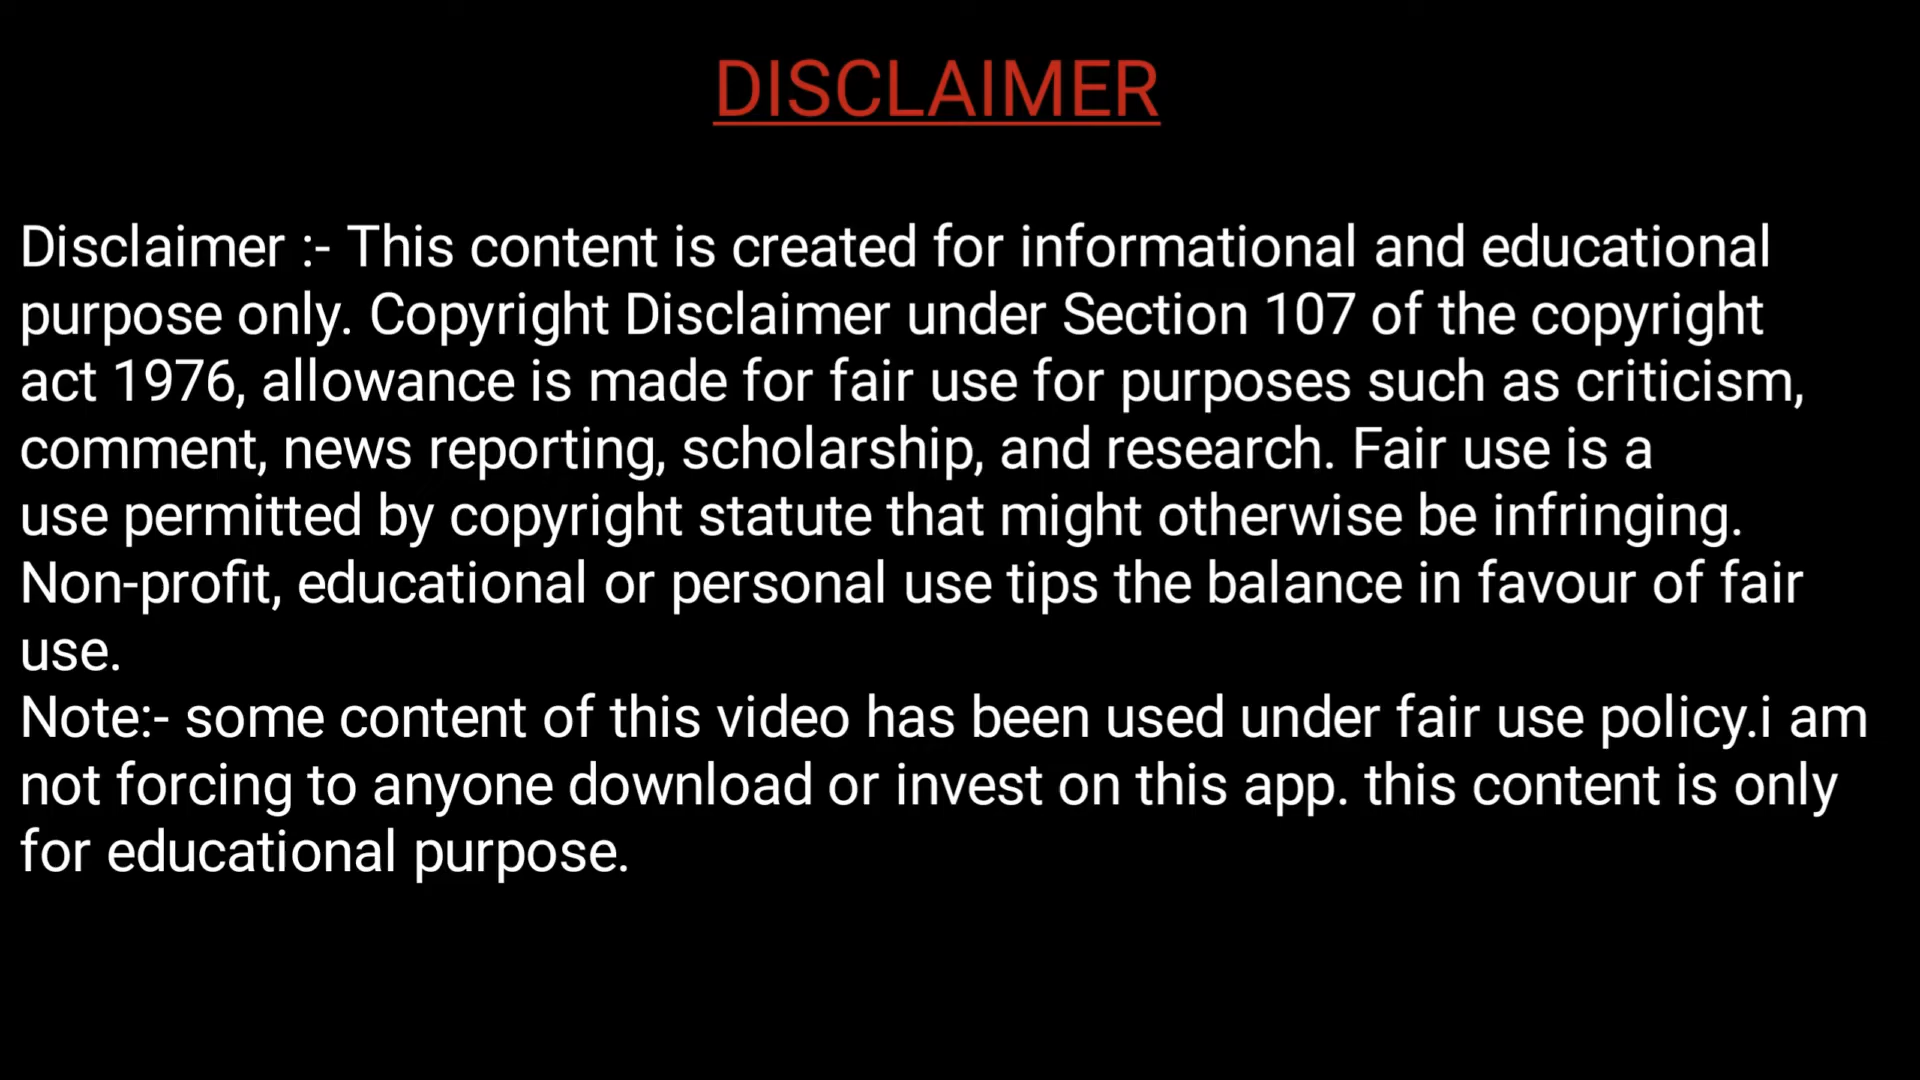 DISCLAIMER
Disclaimer :- This content is created for informational and educational
purpose only. Copyright Disclaimer under Section 107 of the copyright
act 1976, allowance is made for fair use for purposes such as criticism,
comment, news reporting, scholarship, and research. Fair use is a
use permitted by copyright statute that might otherwise be infringing.
Non-profit, educational or personal use tips the balance in favour of fair
use.
Note:- some content of this video has been used under fair use policy.i am
not forcing to anyone download or invest on this app. this content is only
for educational purpose.